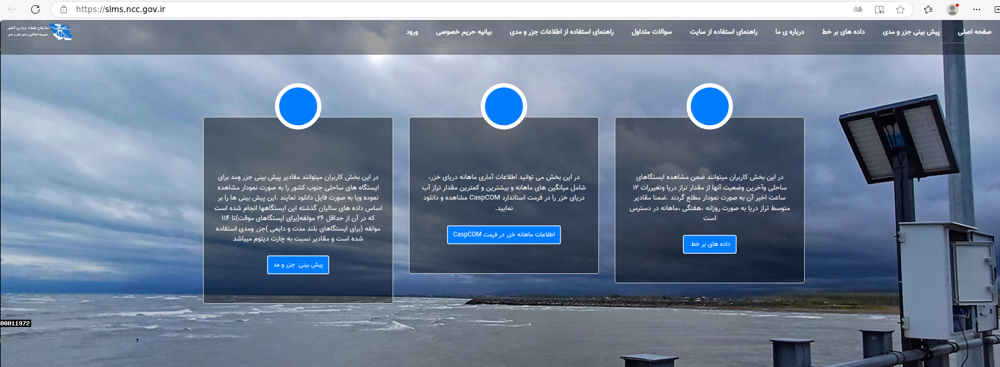 https://slms.ncc.gov.ir
سازمان نقشه برداری کشور
صفحه اصلی
پیش بینی جزر و مدی
داده های بر خط
درباره ی ما
راهنمای استفاده از سایت
سوالات متداول
راهنمای استفاده از اطلاعات جزر و مدی
بیانیه حریم خصوصی
ورود
در این بخش کاربران میتوانند ضمن مشاهده ایستگاهای
ساحلی وآخرین وضعیت آنها از مقدار تراز دریا وتغیررات ۱۲
ساعت اخیر آن به صورت نمودار مطلع گردند .ضمنا مقادیر
متوسط تراز دریا به صورت روزانه ،هفتگی ،ماهانه در دسترس
است
داده های بر خط
در این بخش می توانید اطلاعات آماری ماهانه دریای خزر،
شامل میانگین های ماهانه و بیشترین و کمترین مقدار تراز آب
دریای خزر را در فرمت استاندارد CaspCOM مشاهده و دانلود
نمایید.
اطلاعات ماهانه خزر در فرمت CaspCOM
در این بخش کاربران میتوانند مقادیر پیش بینی جزر ومد برای
ایستگاه های ساحلی جنوب کشور را به صورت نمودار مشاهده
نموده ویا به صورت فایل دانلود نمایند .این پیش بینی ها را بر
اساس داده های سالیان گذشته این ایستگاهها انجام شده است
که در آن از حداقل ۲۶ مولفه(برای ایستگاهای موقت)تا ۱۱۴
مولفه (برای ایستگاهای بلند مدت و دایمی )جزر ومدی استفاده
شده است و مقادیر نسبت به چارت دیتوم میباشد
پیش بینی جزر و مد
00011972